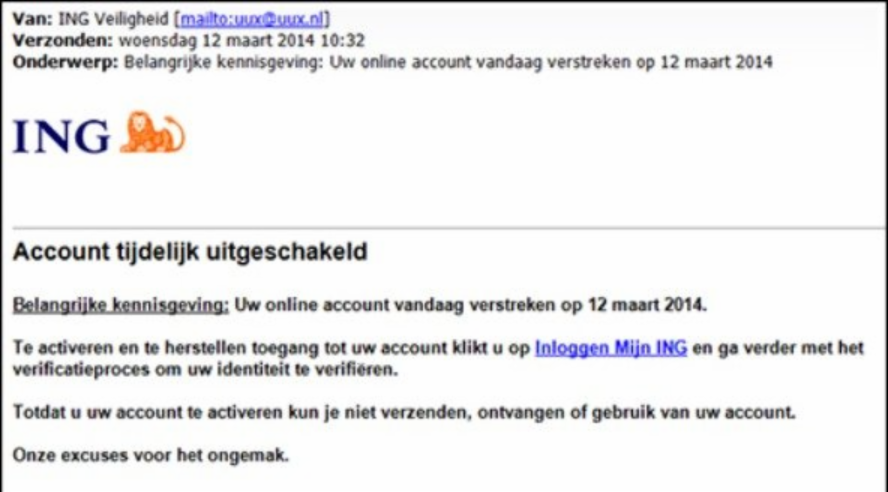 Van: ING Veiligheid [mailto:uux@uux.nl]
Verzonden: woensdag 12 maart 2014 10:32
Onderwerp: Belangrijke kennisgeving: Uw online account vandaag verstreken op 12 maart 2014
ING
Account tijdelijk uitgeschakeld
Belangrijke kennisgeving: Uw online account vandaag verstreken op 12 maart 2014.
Te activeren en te herstellen toegang tot uw account klikt u op Inloggen Mijn ING en ga verder met het
verificatieproces om uw identiteit te verifiëren.
Totdat u uw account te activeren kun je niet verzenden, ontvangen of gebruik van uw account.
Onze excuses voor het ongemak.